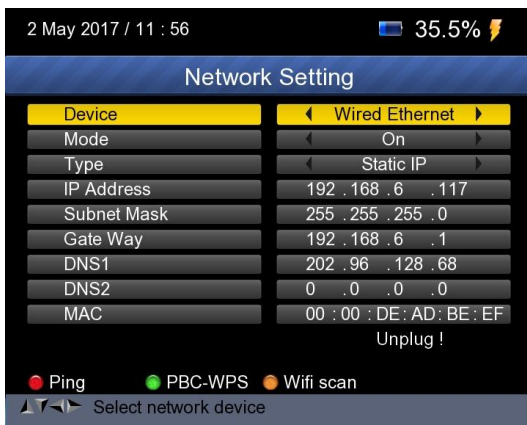 2 May 2017 / 11 : 56 35.5%
Network Setting
Device Wired Ethernet
Mode On
Type Static IP
IP Address 192 .168 .6 .117
Subnet Mask 255 .255 .255 .0
Gate Way 192 .168 .6 .1
DNS1 202 .96 .128 .68
DNS2 0 .0 .0 .0
MAC 00 : 00 : DE : AD : BE : EF
Unplug !
Ping PBC-WPS Wifi scan
Select network device